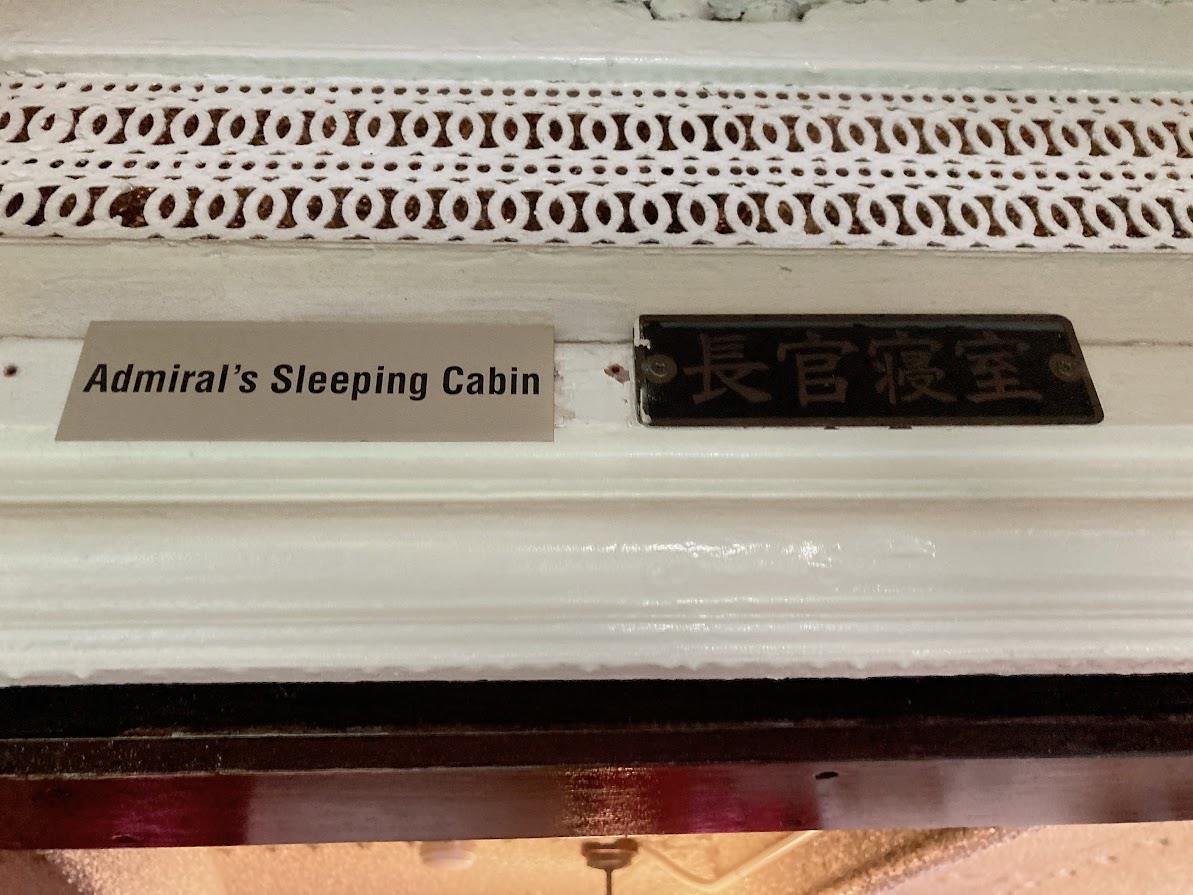 Admiral's Sleeping Cabin
長官寝室